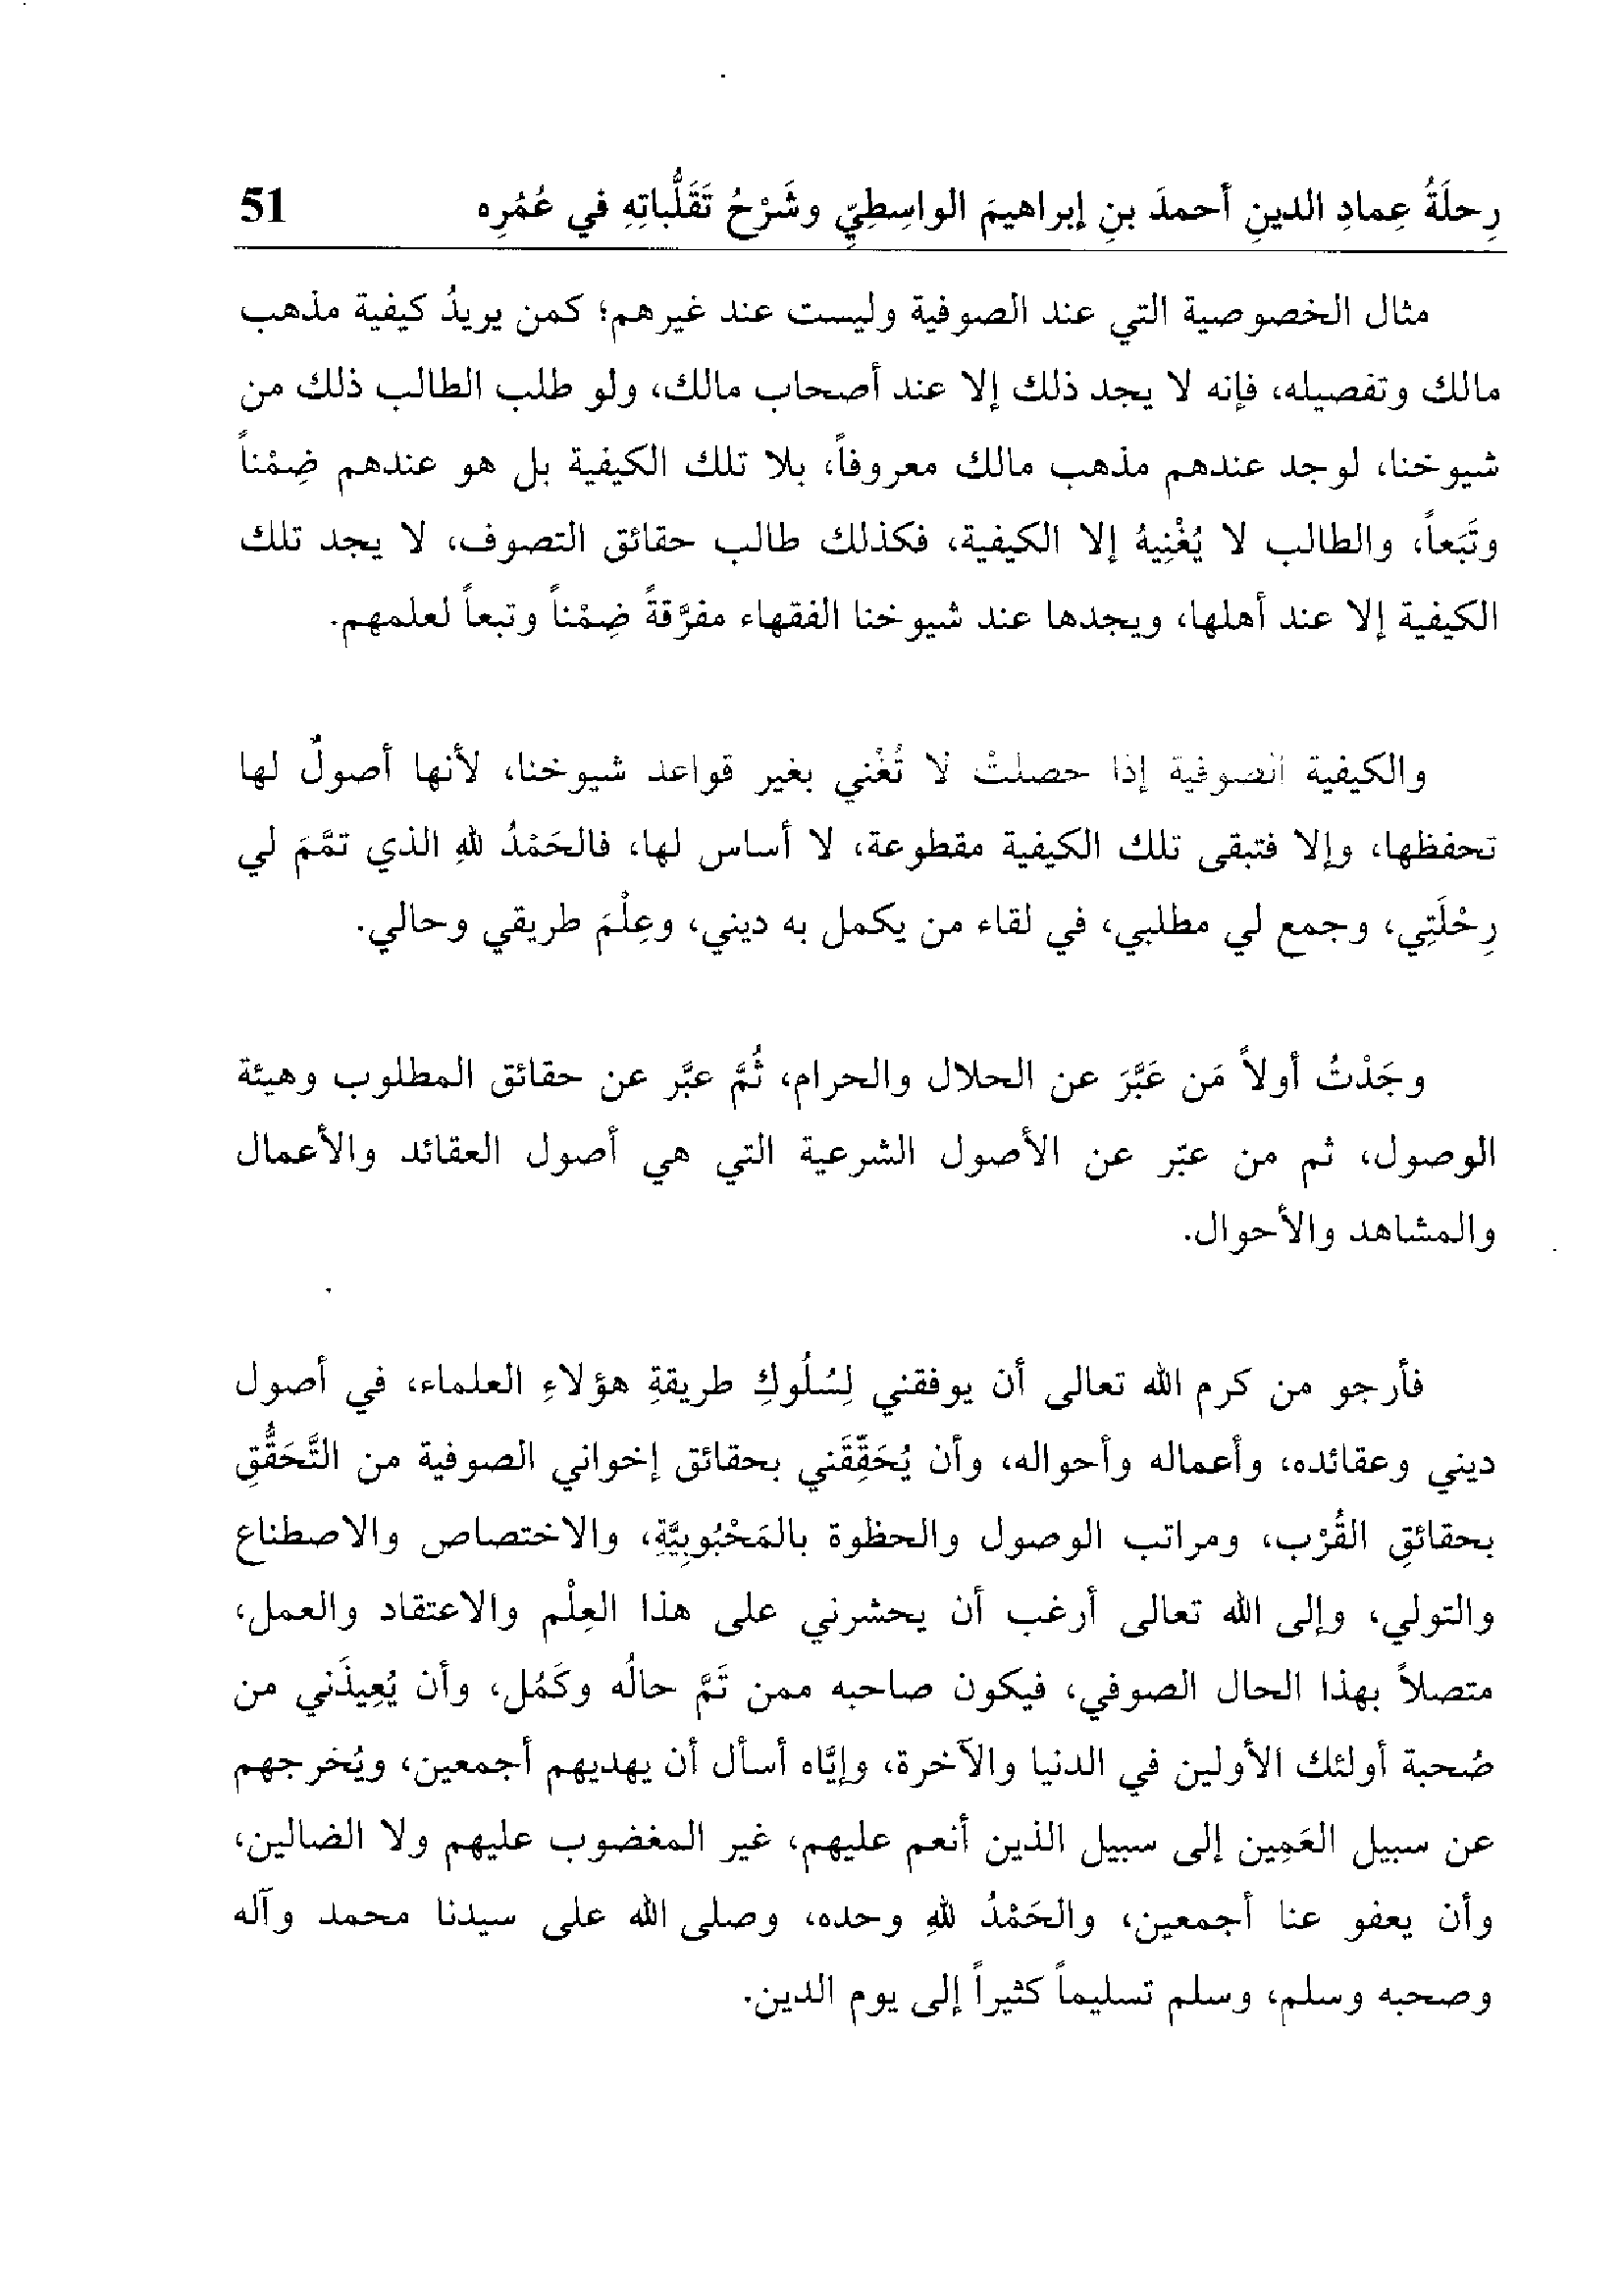 رِحلَةُ عِمادِ الدينِ أحمدَ بنِ إبراهيمَ الواسِطِيِّ وشَرْحُ تَقَلُّباتِهِ في عُمُرِه 51
مثال الخصوصية التي عند الصوفية وليست عند غيرهم؛ كمن يريدُ كيفية مذهب
مالك وتفصيله، فإنه لا يجد ذلك إلا عند أصحاب مالك، ولو طلب الطالب ذلك من
شيوخنا، لوجد عندهم مذهب مالك معروفاً، بلا تلك الكيفية بل هو عندهم ضِمْناً
وتَبَعاً، والطالب لا يُغْنِيهُ إلا الكيفية، فكذلك طالب حقائق التصوف، لا يجد تلك
الكيفية إلا عند أهلها، ويجدها عند شيوخنا الفقهاء مفرَّقةً ضِمْناً وتبعاً لعلمهم.
والكيفية الصوفية إذا حصلتْ لا تُغْني بغير قواعد شيوخنا، لأنها أصولٌ لها
تحفظها، وإلا فتبقى تلك الكيفية مقطوعة، لا أساس لها، فالحَمْدُ للهِ الذي تمَّمَ لي
رِحْلَتِي، وجمع لي مطلبي، في لقاء من يكمل به ديني، وعِلْمَ طريقي وحالي.
وجَدْتُ أولاً مَن عَبَّرَ عن الحلال والحرام، ثُمَّ عبَّر عن حقائق المطلوب وهيئة
الوصول، ثم من عبّر عن الأصول الشرعية التي هي أصول العقائد والأعمال
والمشاهد والأحوال.
فأرجو من كرم الله تعالى أن يوفقني لِسُلُوكِ طريقةِ هؤلاءِ العلماء، في أصول
ديني وعقائده، وأعماله وأحواله، وأن يُحَقِّقَني بحقائق إخواني الصوفية من التَّحَقُّقِ
بحقائقِ القُرْب، ومراتب الوصول والحظوة بالمَحْبُوبِيَّةِ، والاختصاص والاصطناع
والتولي، وإلى الله تعالى أرغب أن يحشرني على هذا العِلْم والاعتقاد والعمل،
متصلاً بهذا الحال الصوفي، فيكون صاحبه ممن تَمَّ حالُه وكَمُل، وأن يُعِيذَني من
صُحبة أولئك الأولين في الدنيا والآخرة، وإيَّاه أسأل أن يهديهم أجمعين، ويُخرجهم
عن سبيل العَمِين إلى سبيل الذين أنعم عليهم، غير المغضوب عليهم ولا الضالين،
وأن يعفو عنا أجمعين، والحَمْدُ للهِ وحده، وصلى الله على سيدنا محمد وآله
وصحبه وسلم، وسلم تسليماً كثيراً إلى يوم الدين.